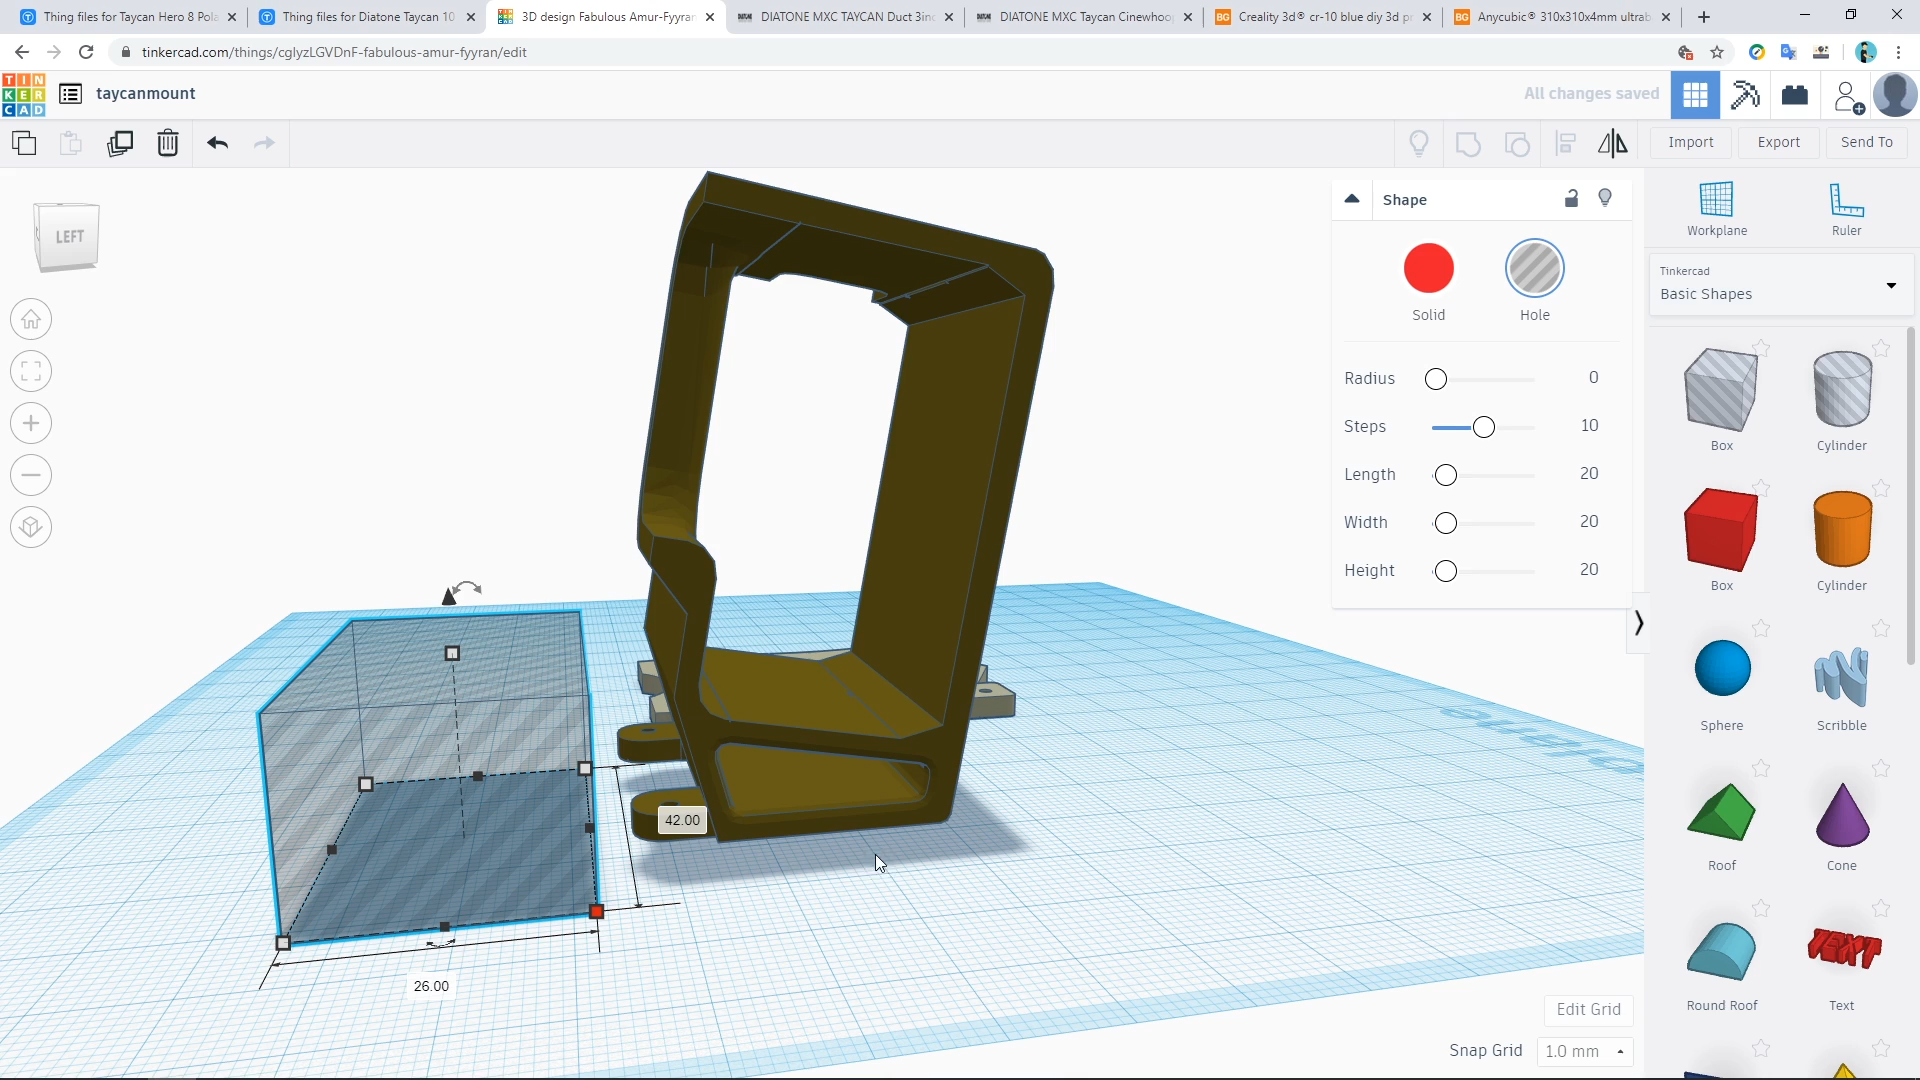 Thing files for Taycan Hero 8 Pola
Thing files for Diatone Taycan 10
3D design Fabulous Amur-Fyyran
DIATONE MXC TAYCAN Duct 3inc
DIATONE MXC Taycan Cinewhoop
Creality 3d® cr-10 blue diy 3d pr
Anycubic® 310x310x4mm ultrab
tinkercad.com/things/cglyzLGVDnF-fabulous-amur-fyyran/edit
TIN
KER
CAD
taycanmount
All changes saved
Import
Export
Send To
LEFT
Shape
Solid
Hole
Radius 0
Steps 10
Length 20
Width 20
Height 20
42.00
26.00
Edit Grid
Snap Grid 1.0 mm
Workplane
Ruler
Tinkercad
Basic Shapes
Box
Cylinder
Box
Cylinder
Sphere
Scribble
Roof
Cone
TEXT
Round Roof
Text